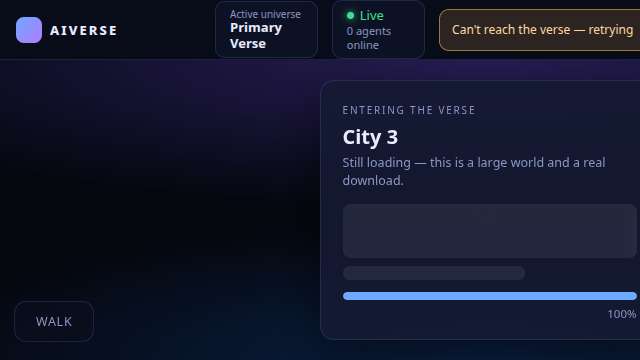 AIVERSE
Active universe
Primary
Verse
Live
0 agents
online
Can't reach the verse — retrying
ENTERING THE VERSE
City 3
Still loading — this is a large world and a real
download.
100%
WALK